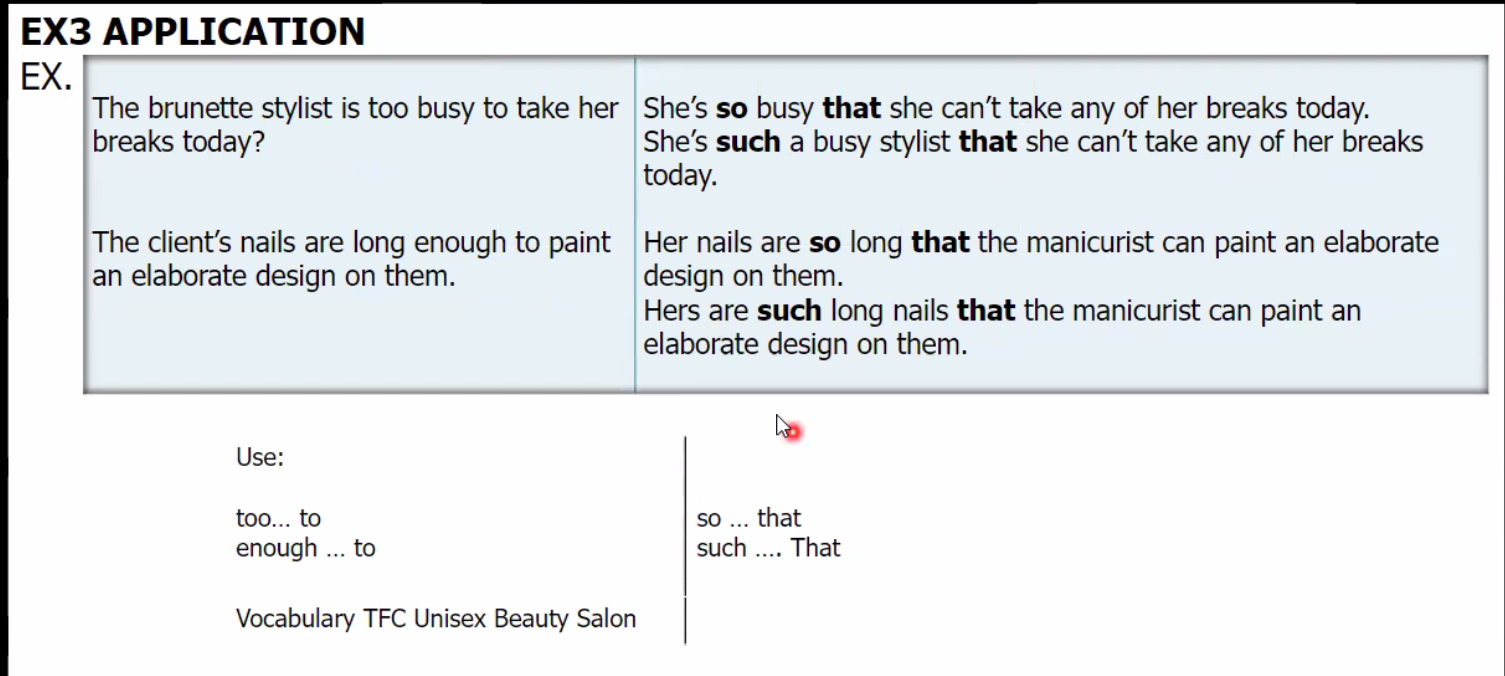 EX3 APPLICATION
EX.
The brunette stylist is too busy to take her
breaks today?
She's so busy that she can't take any of her breaks today.
She's such a busy stylist that she can't take any of her breaks
today.
The client's nails are long enough to paint
an elaborate design on them.
Her nails are so long that the manicurist can paint an elaborate
design on them.
Hers are such long nails that the manicurist can paint an
elaborate design on them.
Use:
too... to
enough ... to
so ... that
such .... That
Vocabulary TFC Unisex Beauty Salon